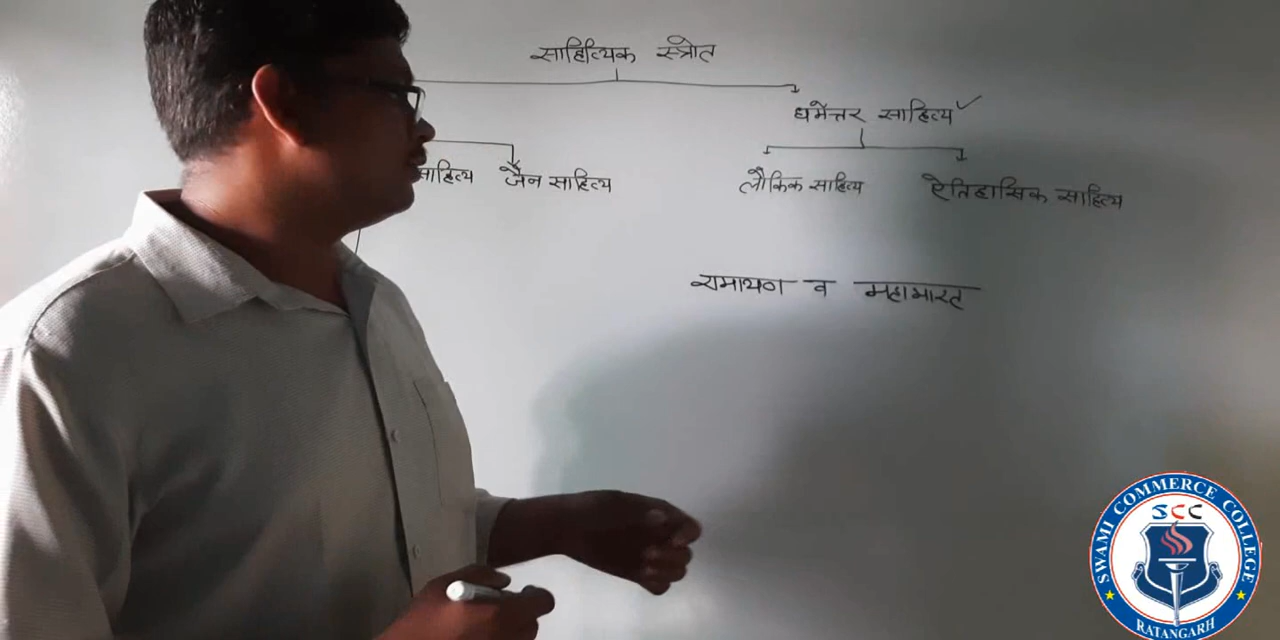 साहित्यिक स्त्रोत
धर्मेत्तर साहित्य
साहित्य जैन साहित्य लौकिक साहित्य ऐतिहासिक साहित्य
रामायण व महाभारत
SWAMI COMMERCE COLLEGE
SCC
RATANGARH